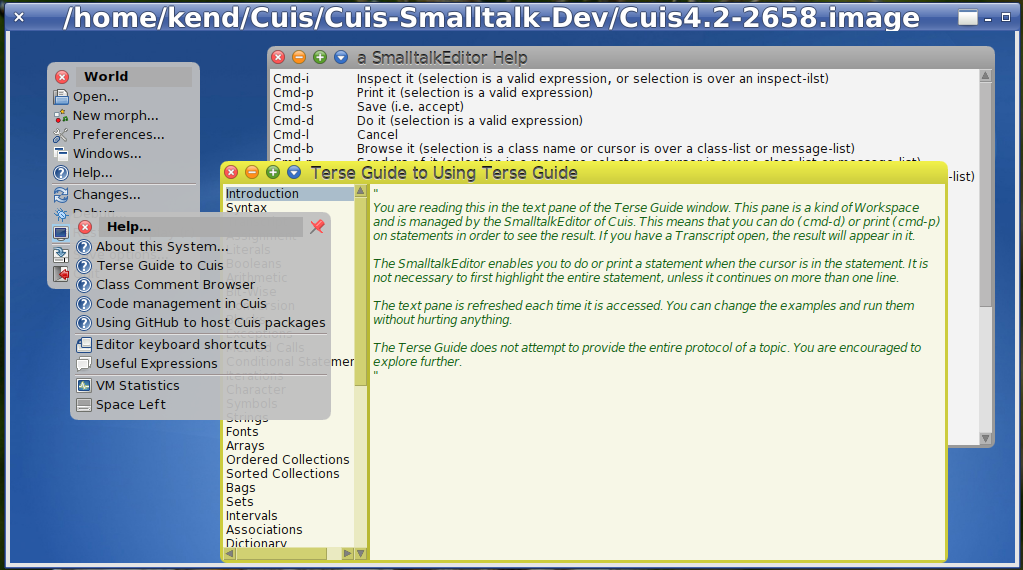 /home/kend/Cuis/Cuis-Smalltalk-Dev/Cuis4.2-2658.image
World
Open...
New morph...
Preferences...
Windows...
Help...
Changes...
Debug...
a SmalltalkEditor Help
Cmd-i Inspect it (selection is a valid expression, or selection is over an inspect-ilst)
Cmd-p Print it (selection is a valid expression)
Cmd-s Save (i.e. accept)
Cmd-d Do it (selection is a valid expression)
Cmd-l Cancel
Cmd-b Browse it (selection is a class name or cursor is over a class-list or message-list)
Cmd-n Senders of it (selection is a message selector or cursor is over a class-list or message-list)
-list)
Help...
About this System...
Terse Guide to Cuis
Class Comment Browser
Code management in Cuis
Using GitHub to host Cuis packages
Editor keyboard shortcuts
Useful Expressions
VM Statistics
Space Left
Terse Guide to Using Terse Guide
Introduction
Syntax
Assignment
Literals
Booleans
Arithmetic
Bitwise
Calls
Conditional Statemen
Iterations
Character
Symbols
Strings
Fonts
Arrays
Ordered Collections
Sorted Collections
Bags
Sets
Intervals
Associations
Dictionary
"
You are reading this in the text pane of the Terse Guide window. This pane is a kind of Workspace
and is managed by the SmalltalkEditor of Cuis. This means that you can do (cmd-d) or print (cmd-p)
on statements in order to see the result. If you have a Transcript open, the result will appear in it.
The SmalltalkEditor enables you to do or print a statement when the cursor is in the statement. It is
not necessary to first highlight the entire statement, unless it continues on more than one line.
The text pane is refreshed each time it is accessed. You can change the examples and run them
without hurting anything.
The Terse Guide does not attempt to provide the entire protocol of a topic. You are encouraged to
explore further.
"